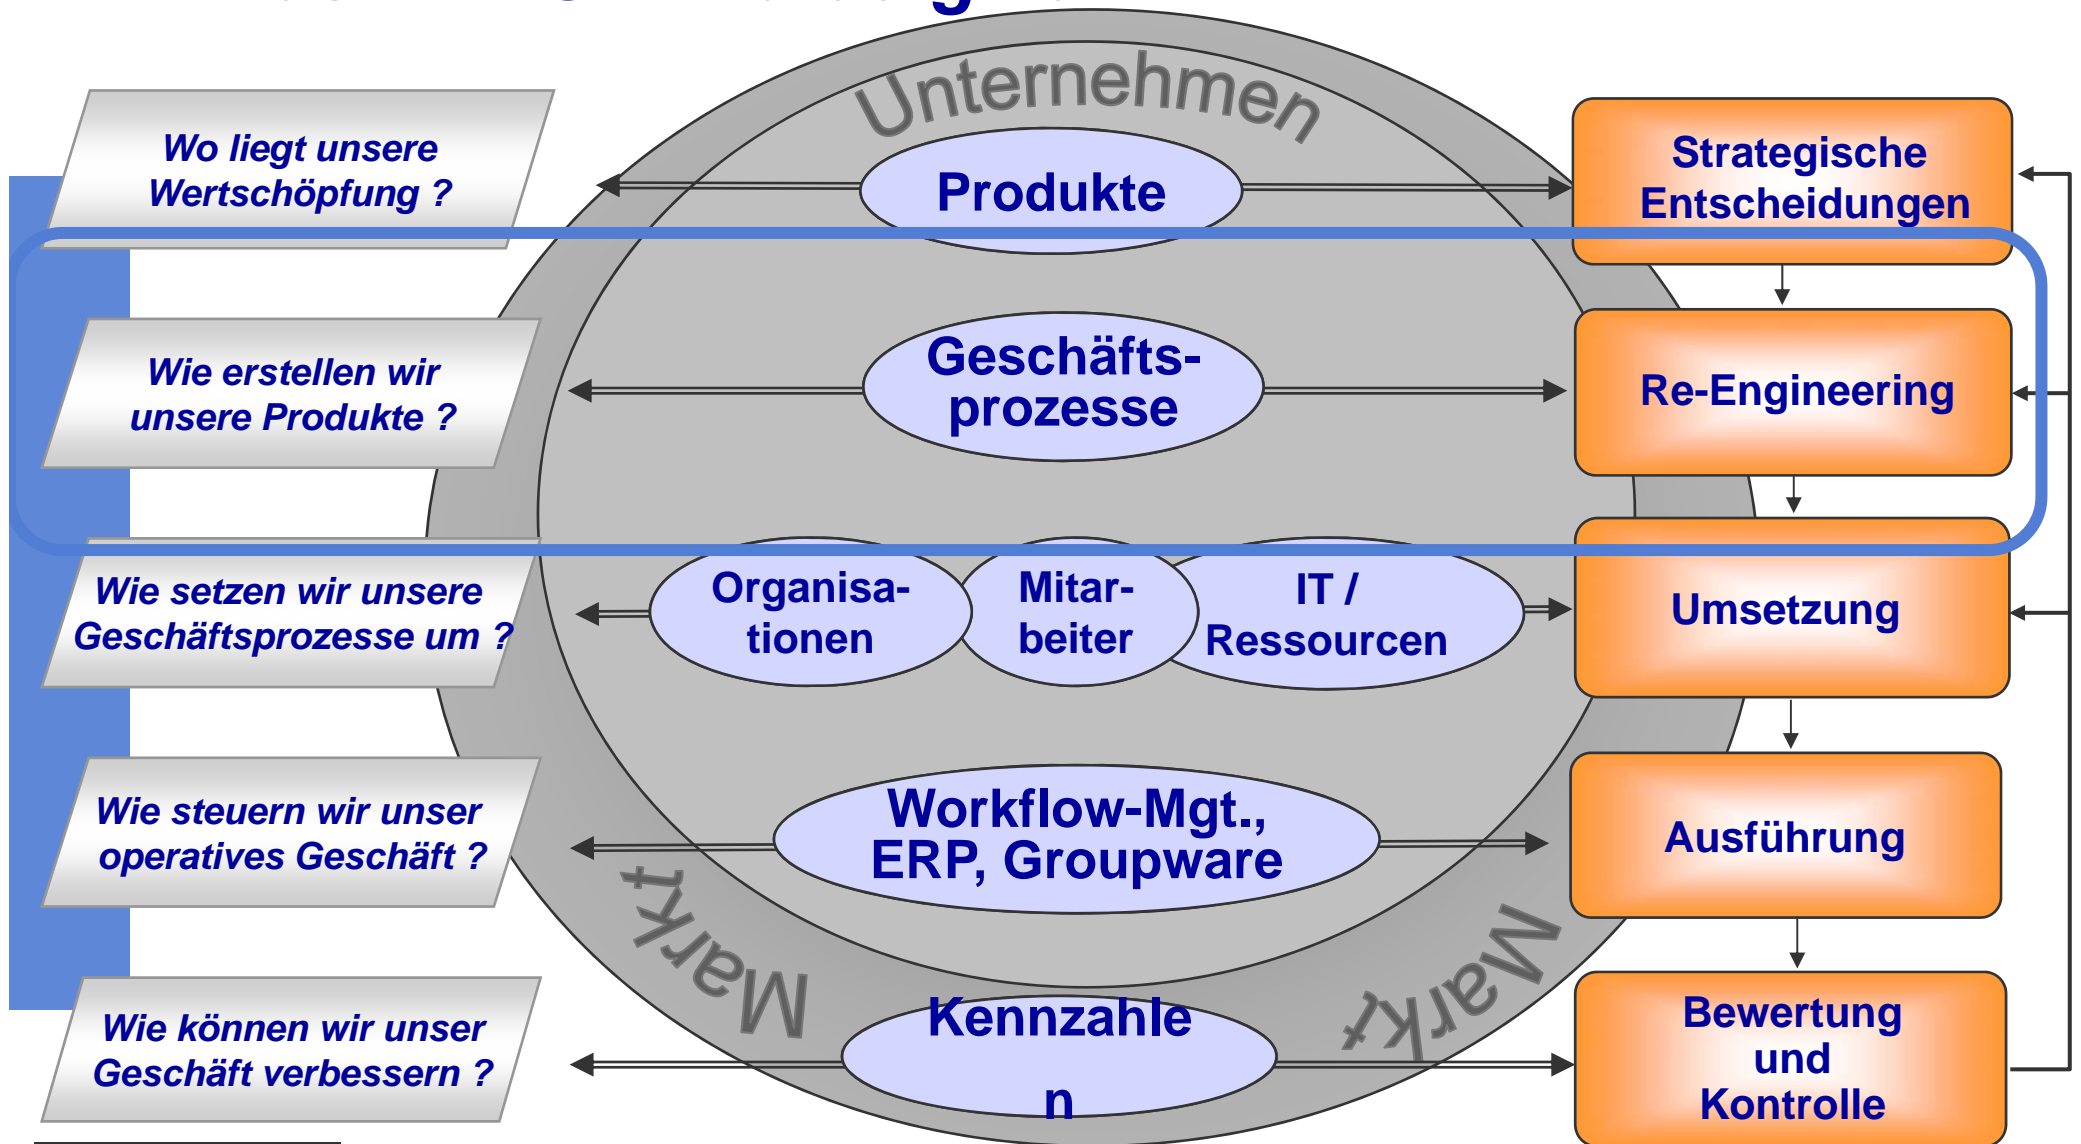 Unternehmen
Wo liegt unsere
Wertschöpfung ?
Produkte
Strategische
Entscheidungen
Wie erstellen wir
unsere Produkte ?
Geschäfts-
prozesse
Re-Engineering
Wie setzen wir unsere
Geschäftsprozesse um ?
Organisa-
tionen
Mitar-
beiter
IT /
Ressourcen
Umsetzung
Wie steuern wir unser
operatives Geschäft ?
Workflow-Mgt.,
ERP, Groupware
Ausführung
Markt
Markt
Wie können wir unser
Geschäft verbessern ?
Kennzahle
n
Bewertung
und
Kontrolle